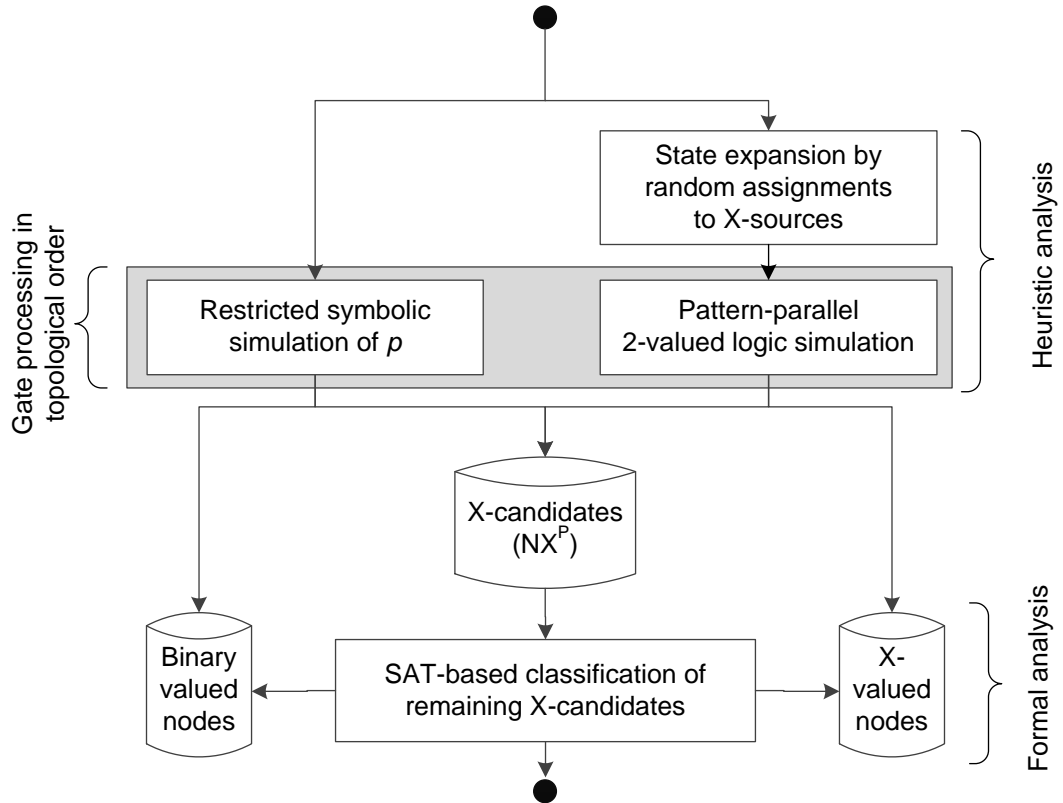 State expansion by
random assignments
to X-sources
Heuristic analysis
Gate processing in
topological order
Restricted symbolic
simulation of p
Pattern-parallel
2-valued logic simulation
X-candidates
(NX^P)
Binary
valued
nodes
SAT-based classification of
remaining X-candidates
X-
valued
nodes
Formal analysis